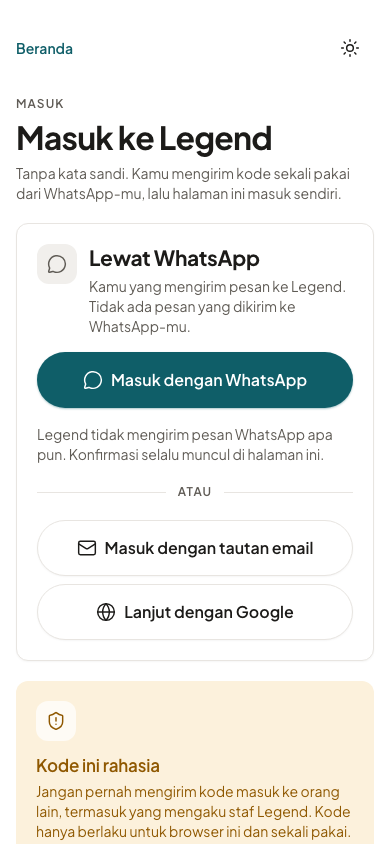 Beranda
MASUK
Masuk ke Legend
Tanpa kata sandi. Kamu mengirim kode sekali pakai
dari WhatsApp-mu, lalu halaman ini masuk sendiri.
Lewat WhatsApp
Kamu yang mengirim pesan ke Legend.
Tidak ada pesan yang dikirim ke
WhatsApp-mu.
Masuk dengan WhatsApp
Legend tidak mengirim pesan WhatsApp apa
pun. Konfirmasi selalu muncul di halaman ini.
ATAU
Masuk dengan tautan email
Lanjut dengan Google
Kode ini rahasia
Jangan pernah mengirim kode masuk ke orang
lain, termasuk yang mengaku staf Legend. Kode
hanya berlaku untuk browser ini dan sekali pakai.